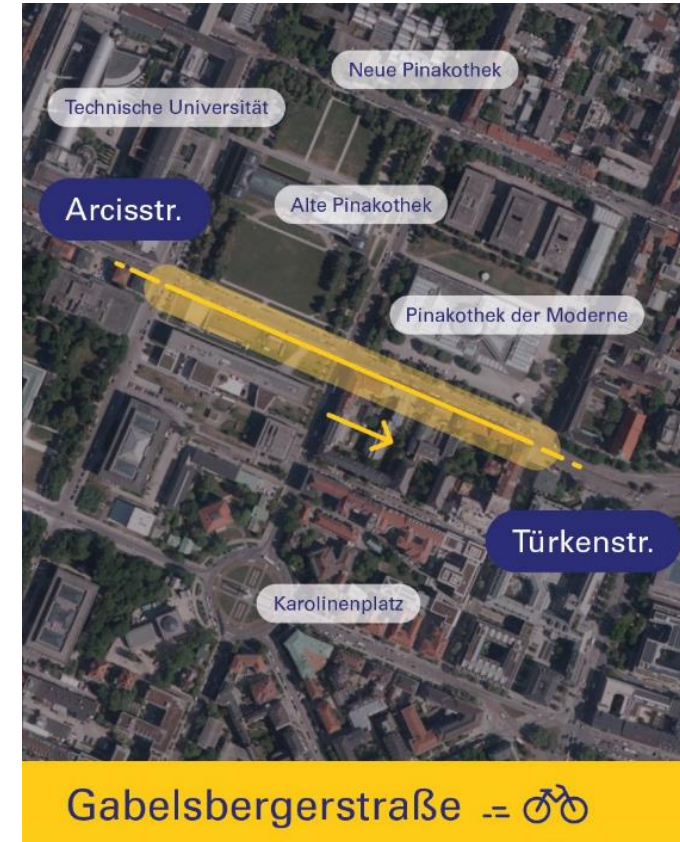 Neue Pinakothek
Technische Universität
Arcisstr.
Alte Pinakothek
Pinakothek der Moderne
Türkenstr.
Karolinenplatz
Gabelsbergerstraße